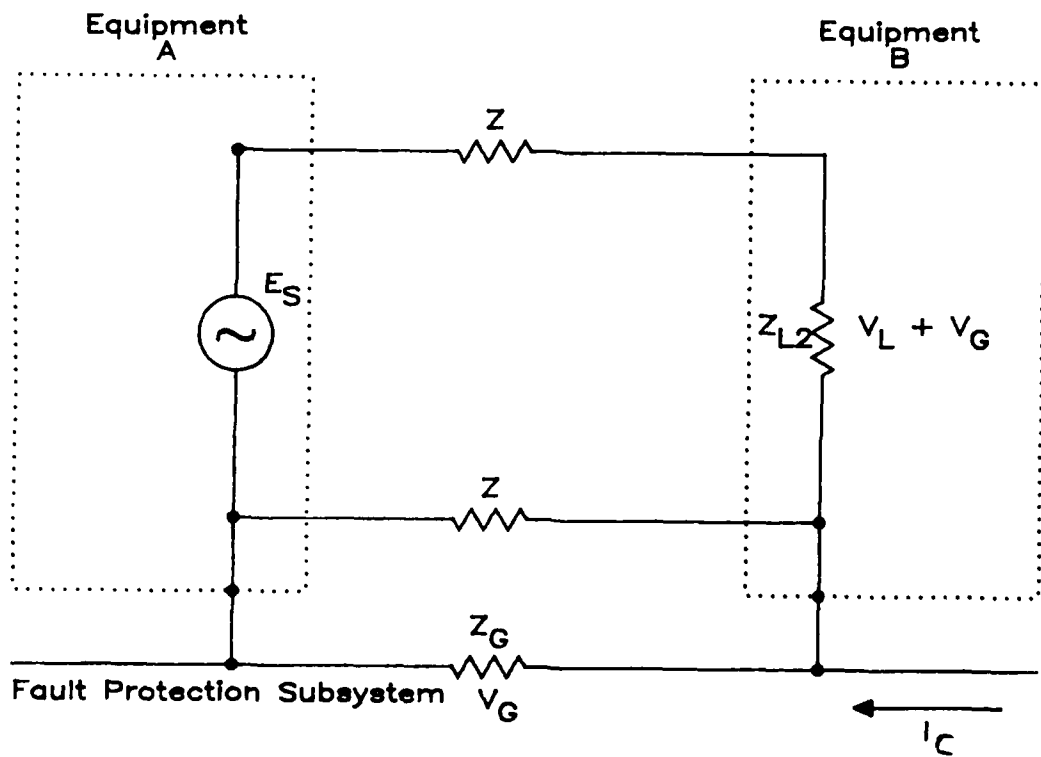 Equipment
A
Equipment
B
Z
E_S
Z_L2
V_L + V_G
Z
Z_G
Fault Protection Subsystem
V_G
I_C